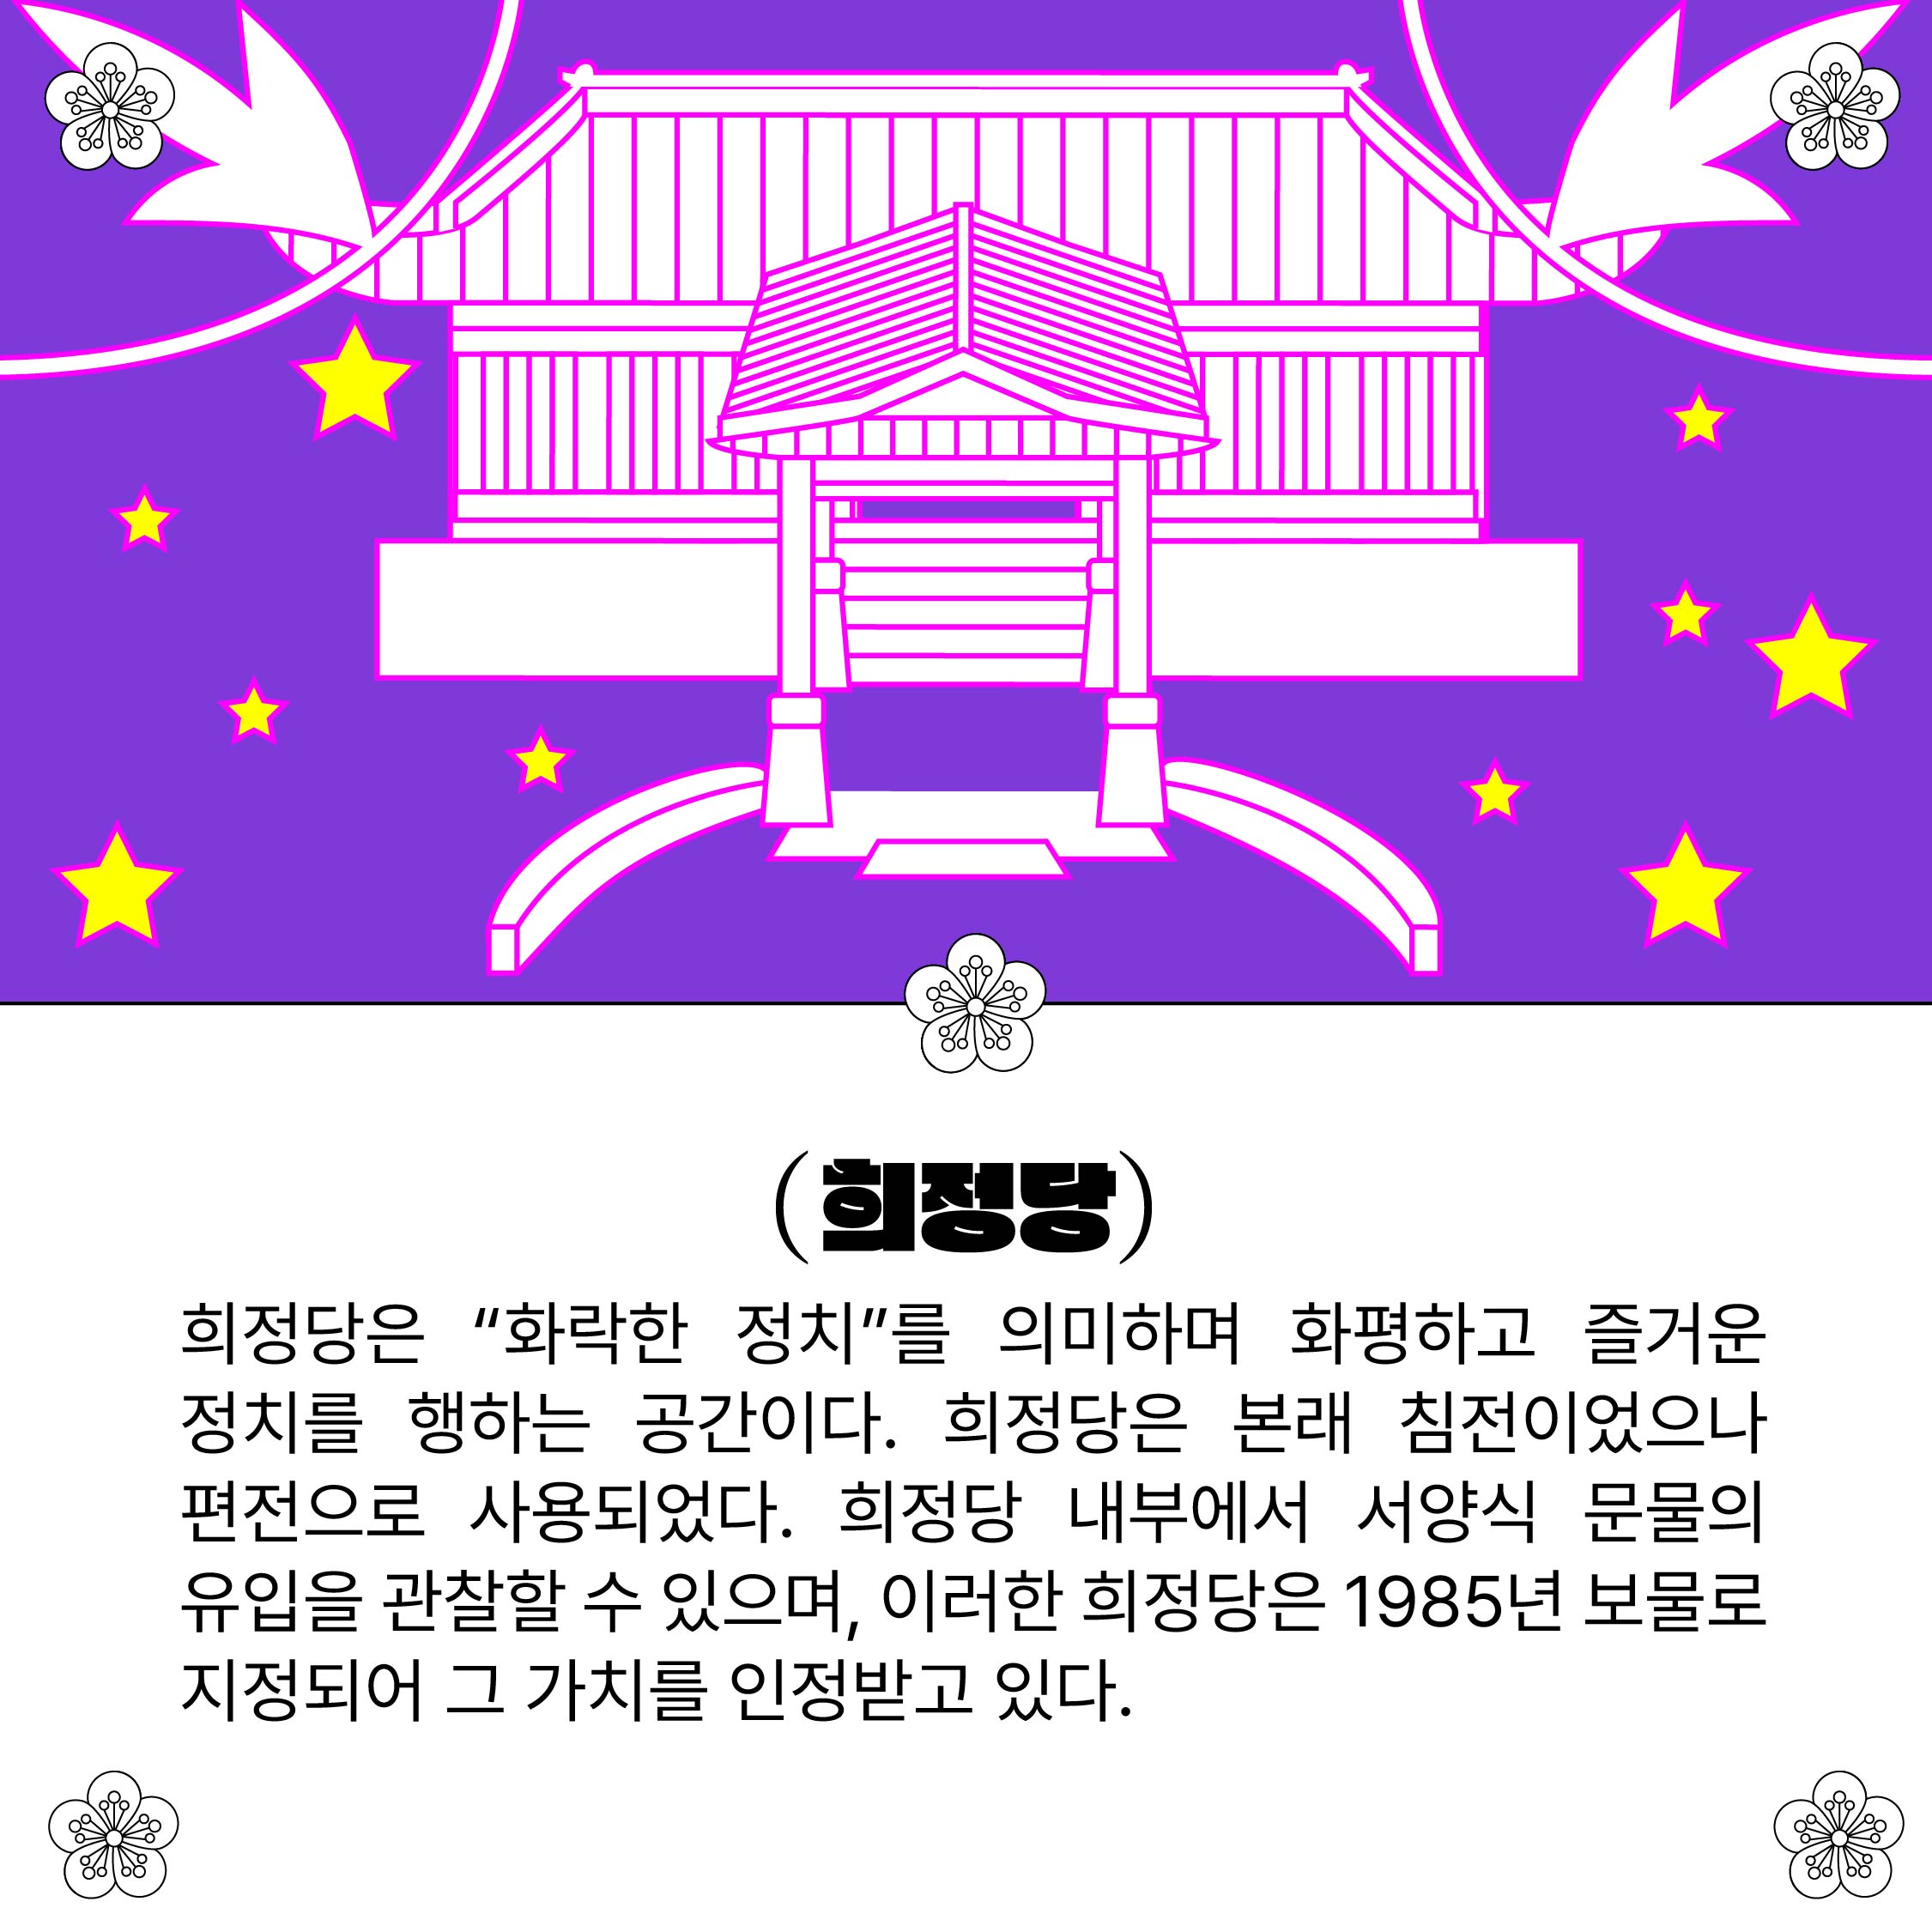 (희정당)
희정당은 "화락한 정치"를 의미하며 화평하고 즐거운
정치를 행하는 공간이다. 희정당은 본래 침전이었으나
편전으로 사용되었다. 희정당 내부에서 서양식 문물의
유입을 관찰할 수 있으며, 이러한 희정당은 1985년 보물로
지정되어 그 가치를 인정받고 있다.